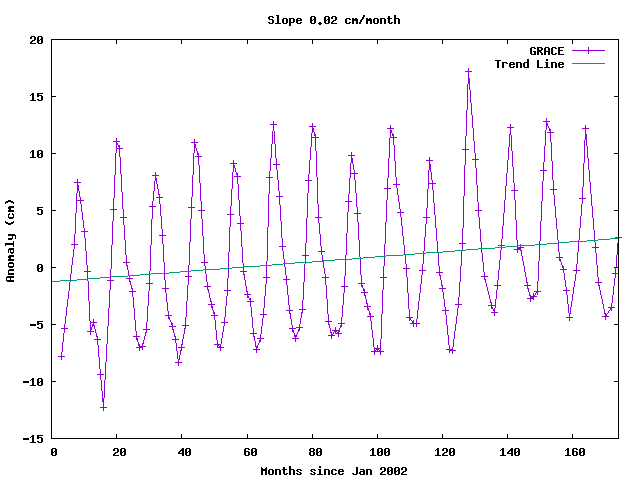 Slope 0.02 cm/month
GRACE
Trend Line
20
15
10
5
0
-5
-10
-15
Anomaly (cm)
0 20 40 60 80 100 120 140 160
Months since Jan 2002